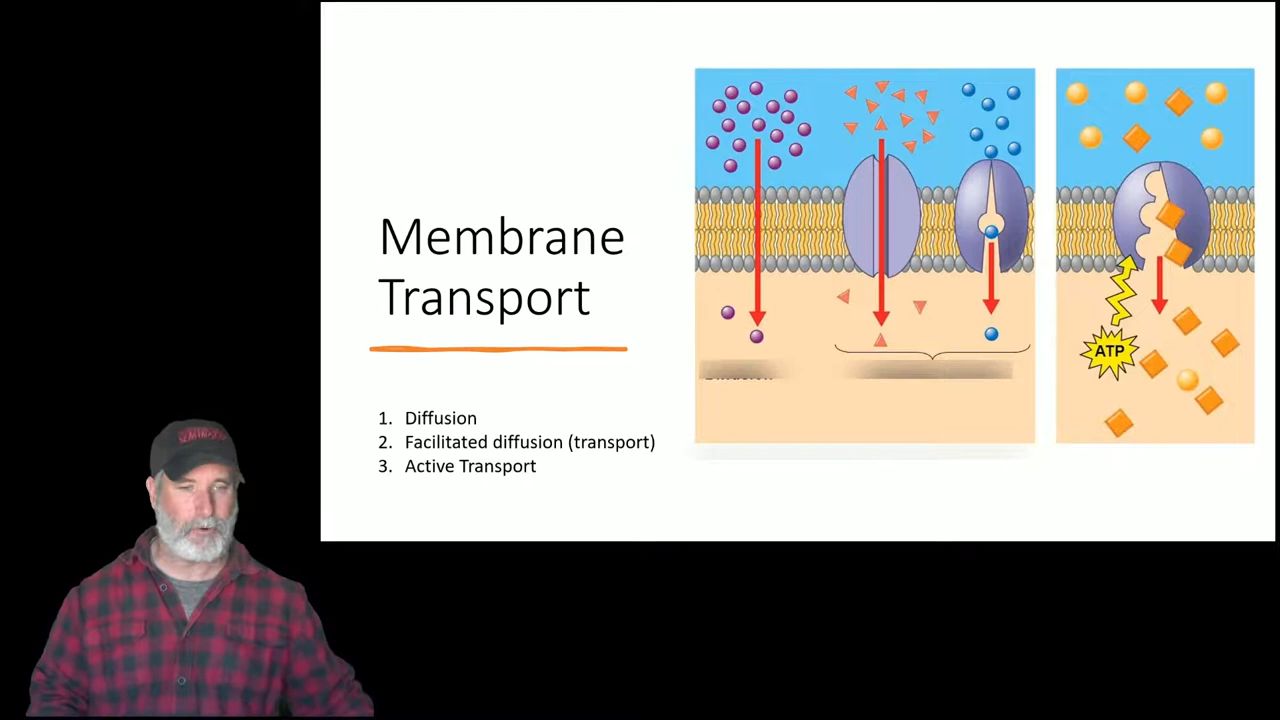 Membrane
Transport
1. Diffusion
2. Facilitated diffusion (transport)
3. Active Transport
ATP